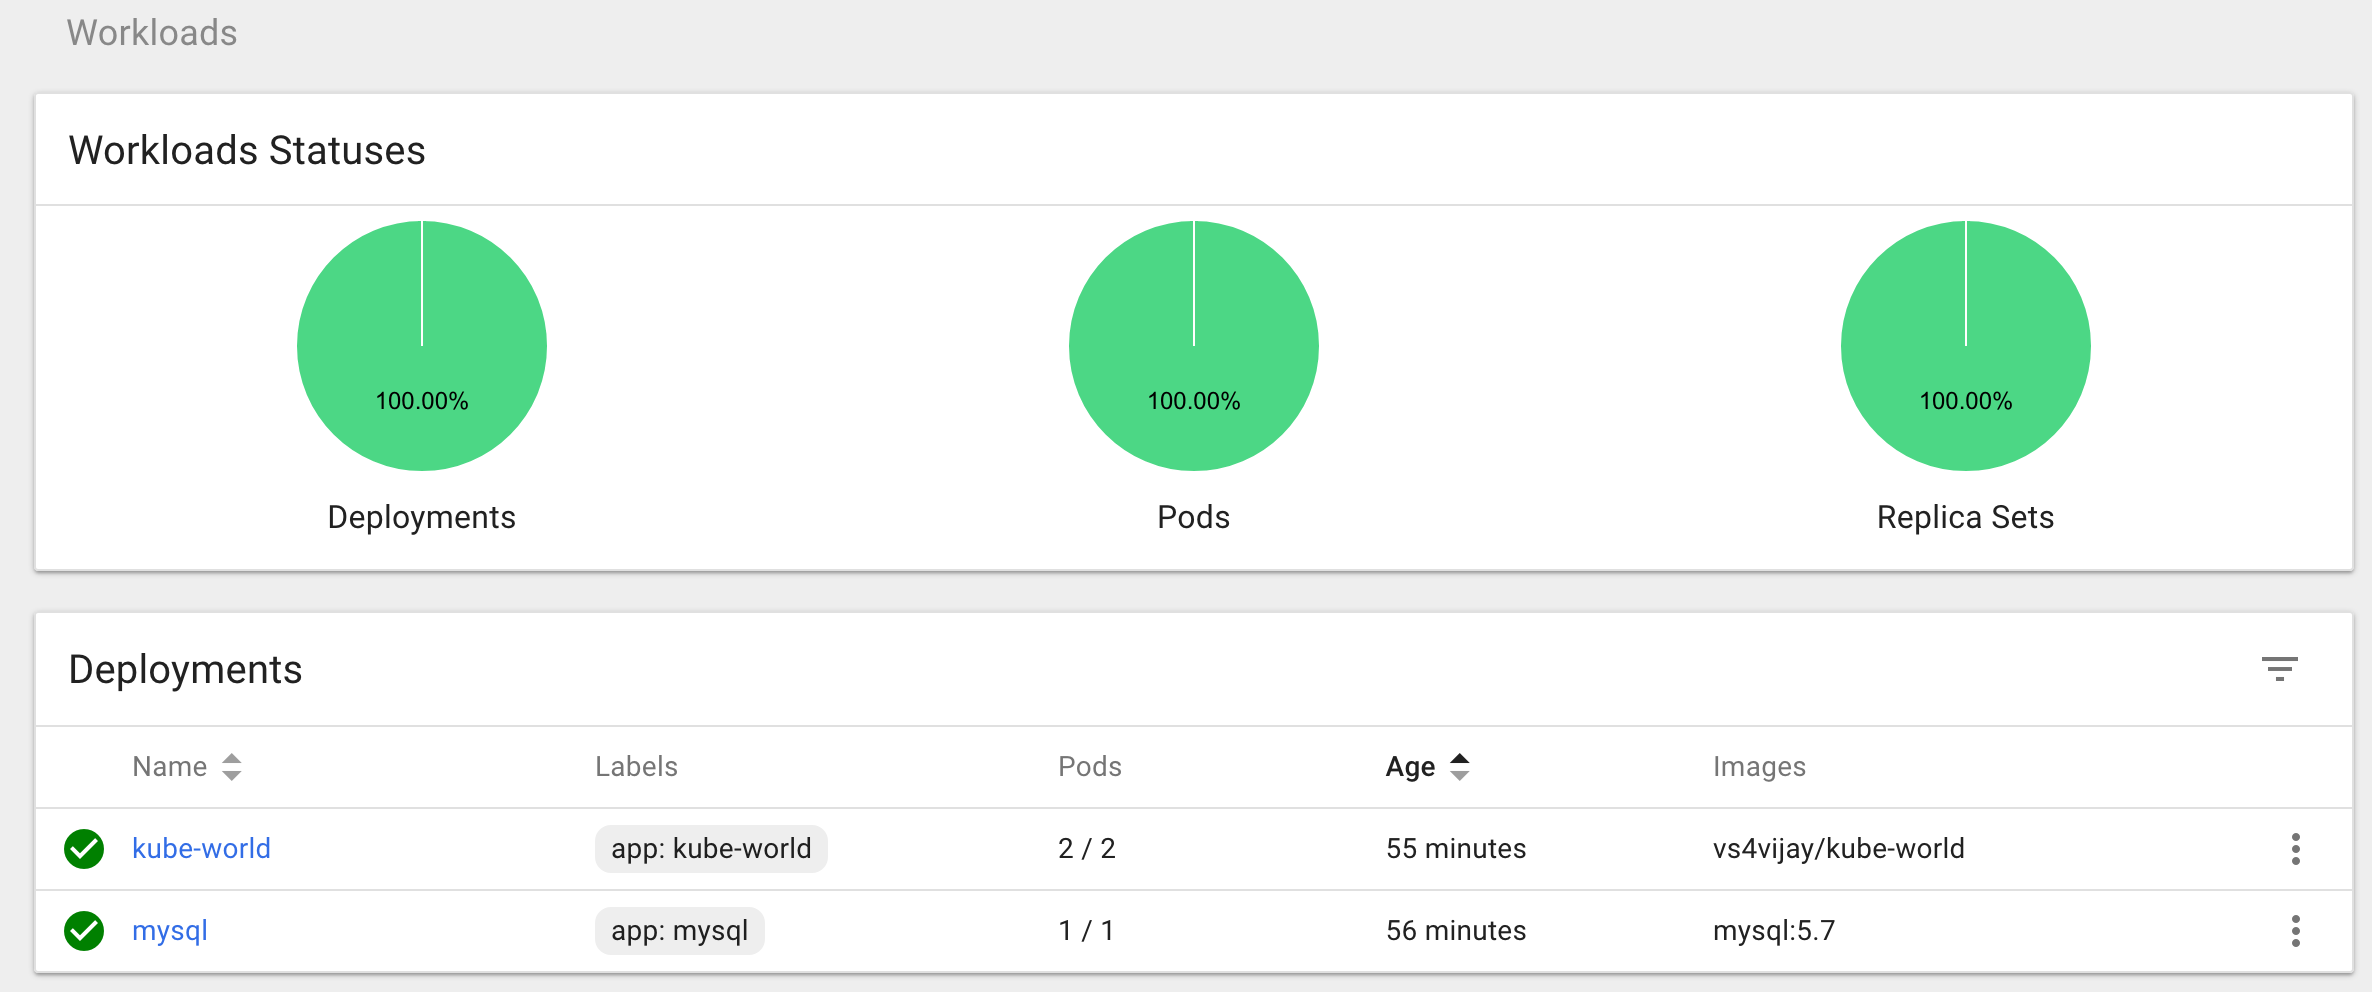 Workloads
Workloads Statuses
100.00% 100.00% 100.00%
Deployments Pods Replica Sets
Deployments
Name Labels Pods Age Images
kube-world app: kube-world 2 / 2 55 minutes vs4vijay/kube-world
mysql app: mysql 1 / 1 56 minutes mysql:5.7